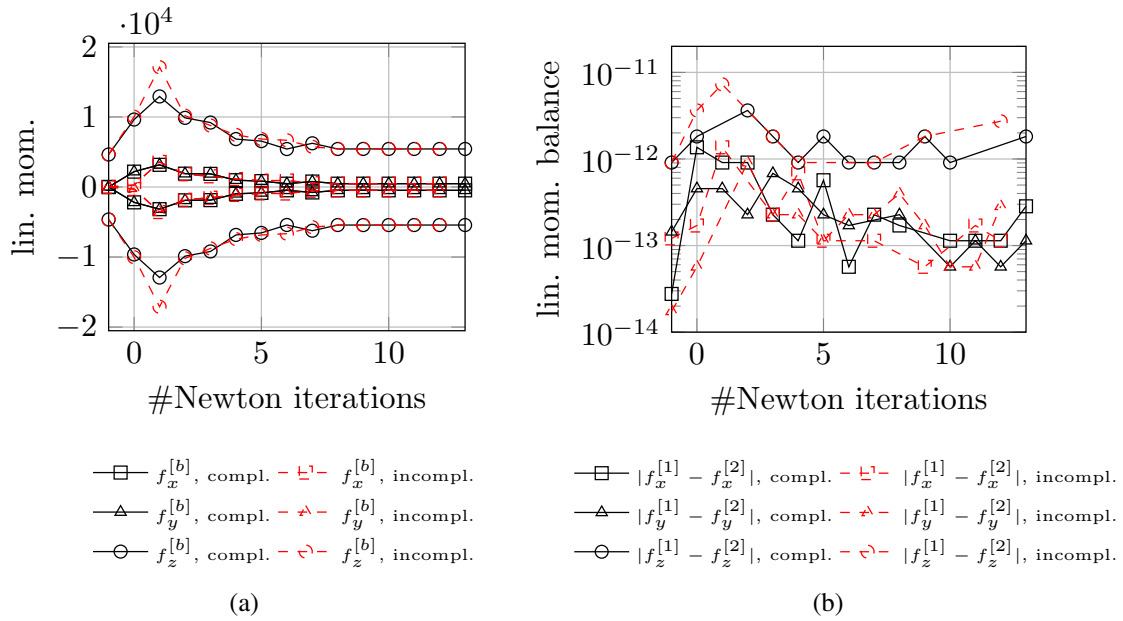 ·10⁴
2
1
0
−1
−2
lin. mom.
0 5 10
#Newton iterations
f_x^{[b]}, compl. f_x^{[b]}, incompl.
f_y^{[b]}, compl. f_y^{[b]}, incompl.
f_z^{[b]}, compl. f_z^{[b]}, incompl.
(a)
10⁻¹¹
10⁻¹²
10⁻¹³
10⁻¹⁴
lin. mom. balance
0 5 10
#Newton iterations
|f_x^{[1]} − f_x^{[2]}|, compl. |f_x^{[1]} − f_x^{[2]}|, incompl.
|f_y^{[1]} − f_y^{[2]}|, compl. |f_y^{[1]} − f_y^{[2]}|, incompl.
|f_z^{[1]} − f_z^{[2]}|, compl. |f_z^{[1]} − f_z^{[2]}|, incompl.
(b)